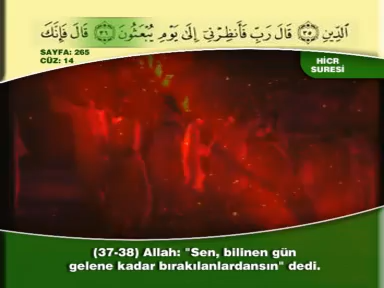 ٱلدِّينِ ﴿٣٥﴾ قَالَ رَبِّ فَأَنظِرْنِىٓ إِلَىٰ يَوْمِ يُبْعَثُونَ ﴿٣٦﴾ قَالَ فَإِنَّكَ
SAYFA: 265
CÜZ: 14
HİCR
SURESİ
(37-38) Allah: "Sen, bilinen gün
gelene kadar bırakılanlardansın" dedi.